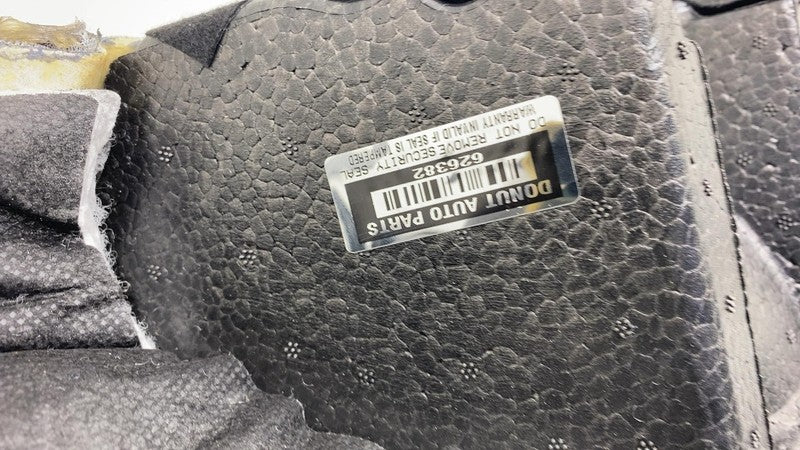 DONUT AUTO PARTS
626382
DO NOT REMOVE SECURITY SEAL
WARRANTY INVALID IF SEAL IS TAMPERED